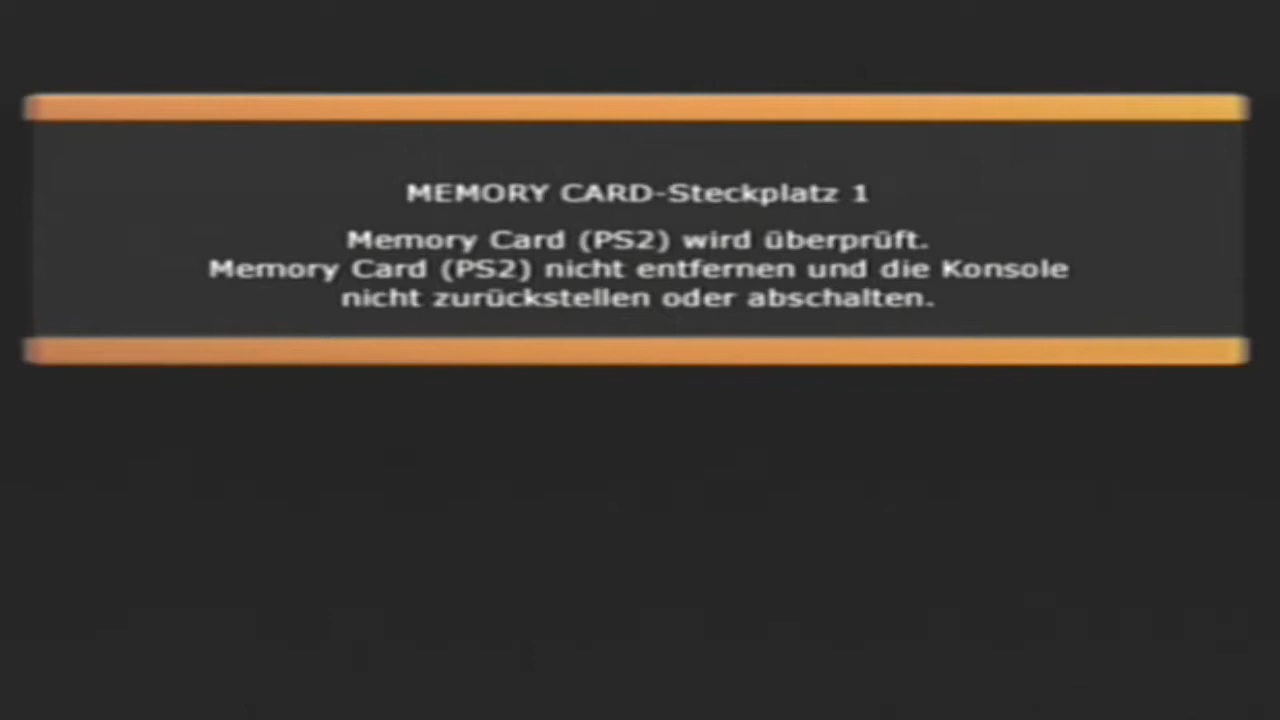 MEMORY CARD-Steckplatz 1
Memory Card (PS2) wird überprüft.
Memory Card (PS2) nicht entfernen und die Konsole
nicht zurückstellen oder abschalten.